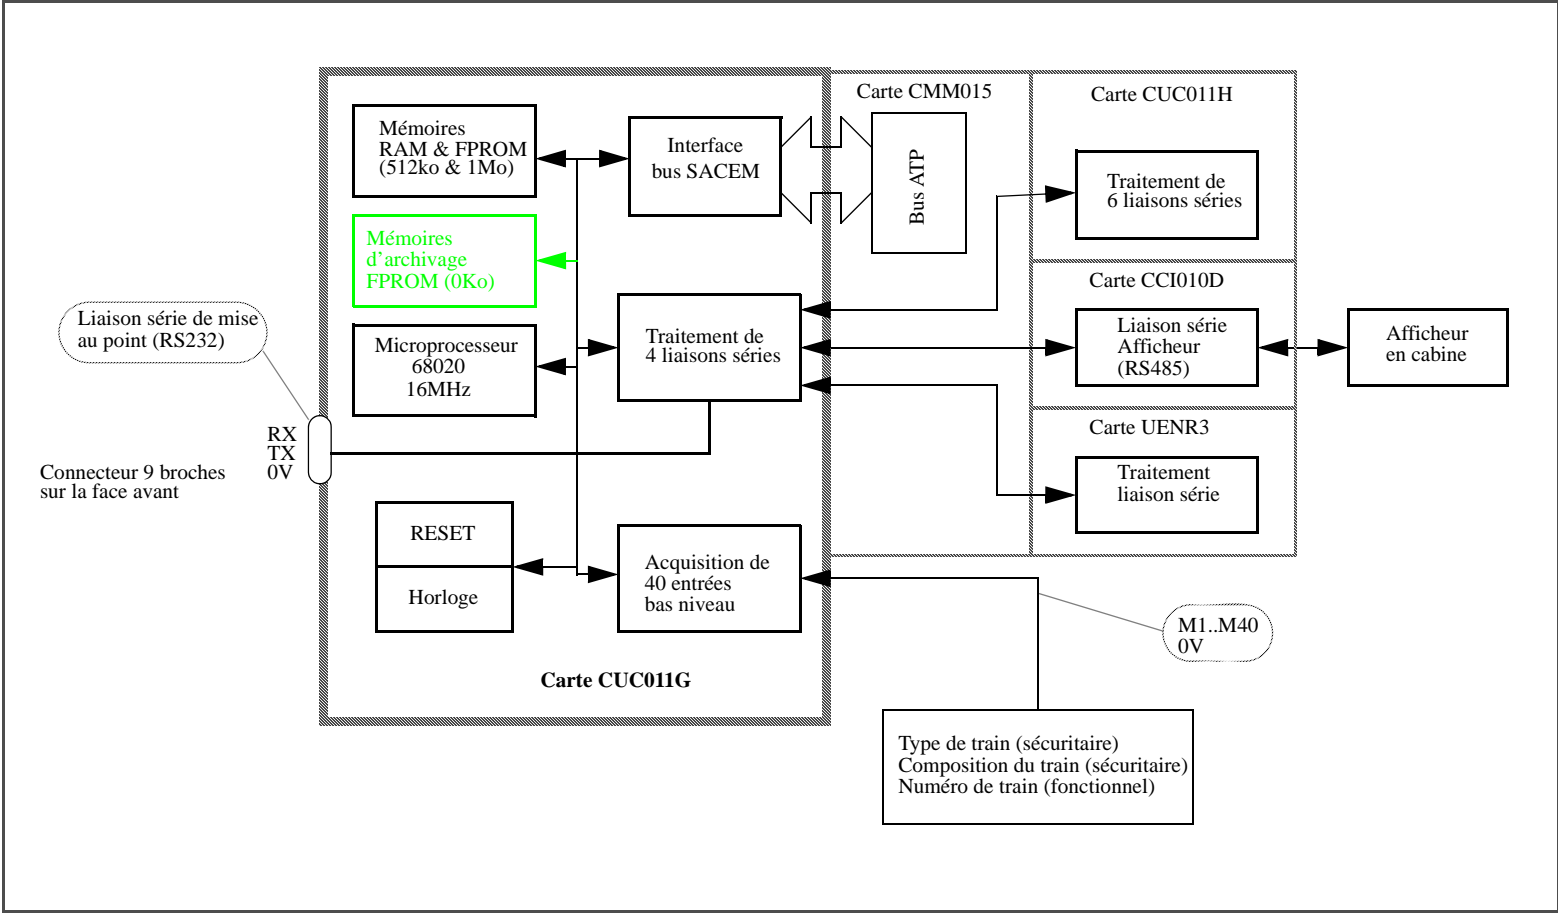 Mémoires
RAM & FPROM
(512ko & 1Mo)
Interface
bus SACEM
Carte CMM015
Bus ATP
Carte CUC011H
Traitement de
6 liaisons séries
Mémoires
d'archivage
FPROM (0Ko)
Carte CCI010D
Liaison série
Afficheur
(RS485)
Afficheur
en cabine
Liaison série de mise
au point (RS232)
Microprocesseur
68020
16MHz
Traitement de
4 liaisons séries
Carte UENR3
Traitement
liaison série
RX
TX
0V
Connecteur 9 broches
sur la face avant
RESET
Horloge
Acquisition de
40 entrées
bas niveau
M1..M40
0V
Carte CUC011G
Type de train (sécuritaire)
Composition du train (sécuritaire)
Numéro de train (fonctionnel)